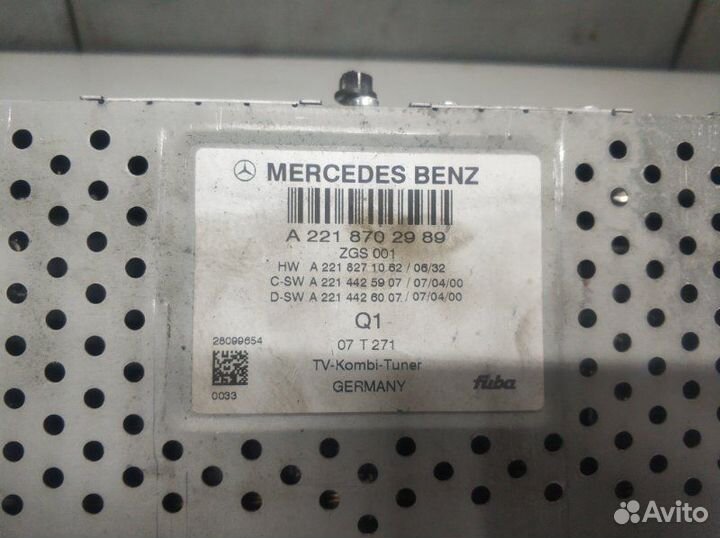 MERCEDES BENZ
A 221 870 29 89
ZGS 001
HW A 221 827 10 62 / 06/32
C-SW A 221 442 59 07 / 07/04/00
D-SW A 221 442 60 07 / 07/04/00
Q1
28099654
07 T 271
TV-Kombi-Tuner
0033
GERMANY
fuba
Avito